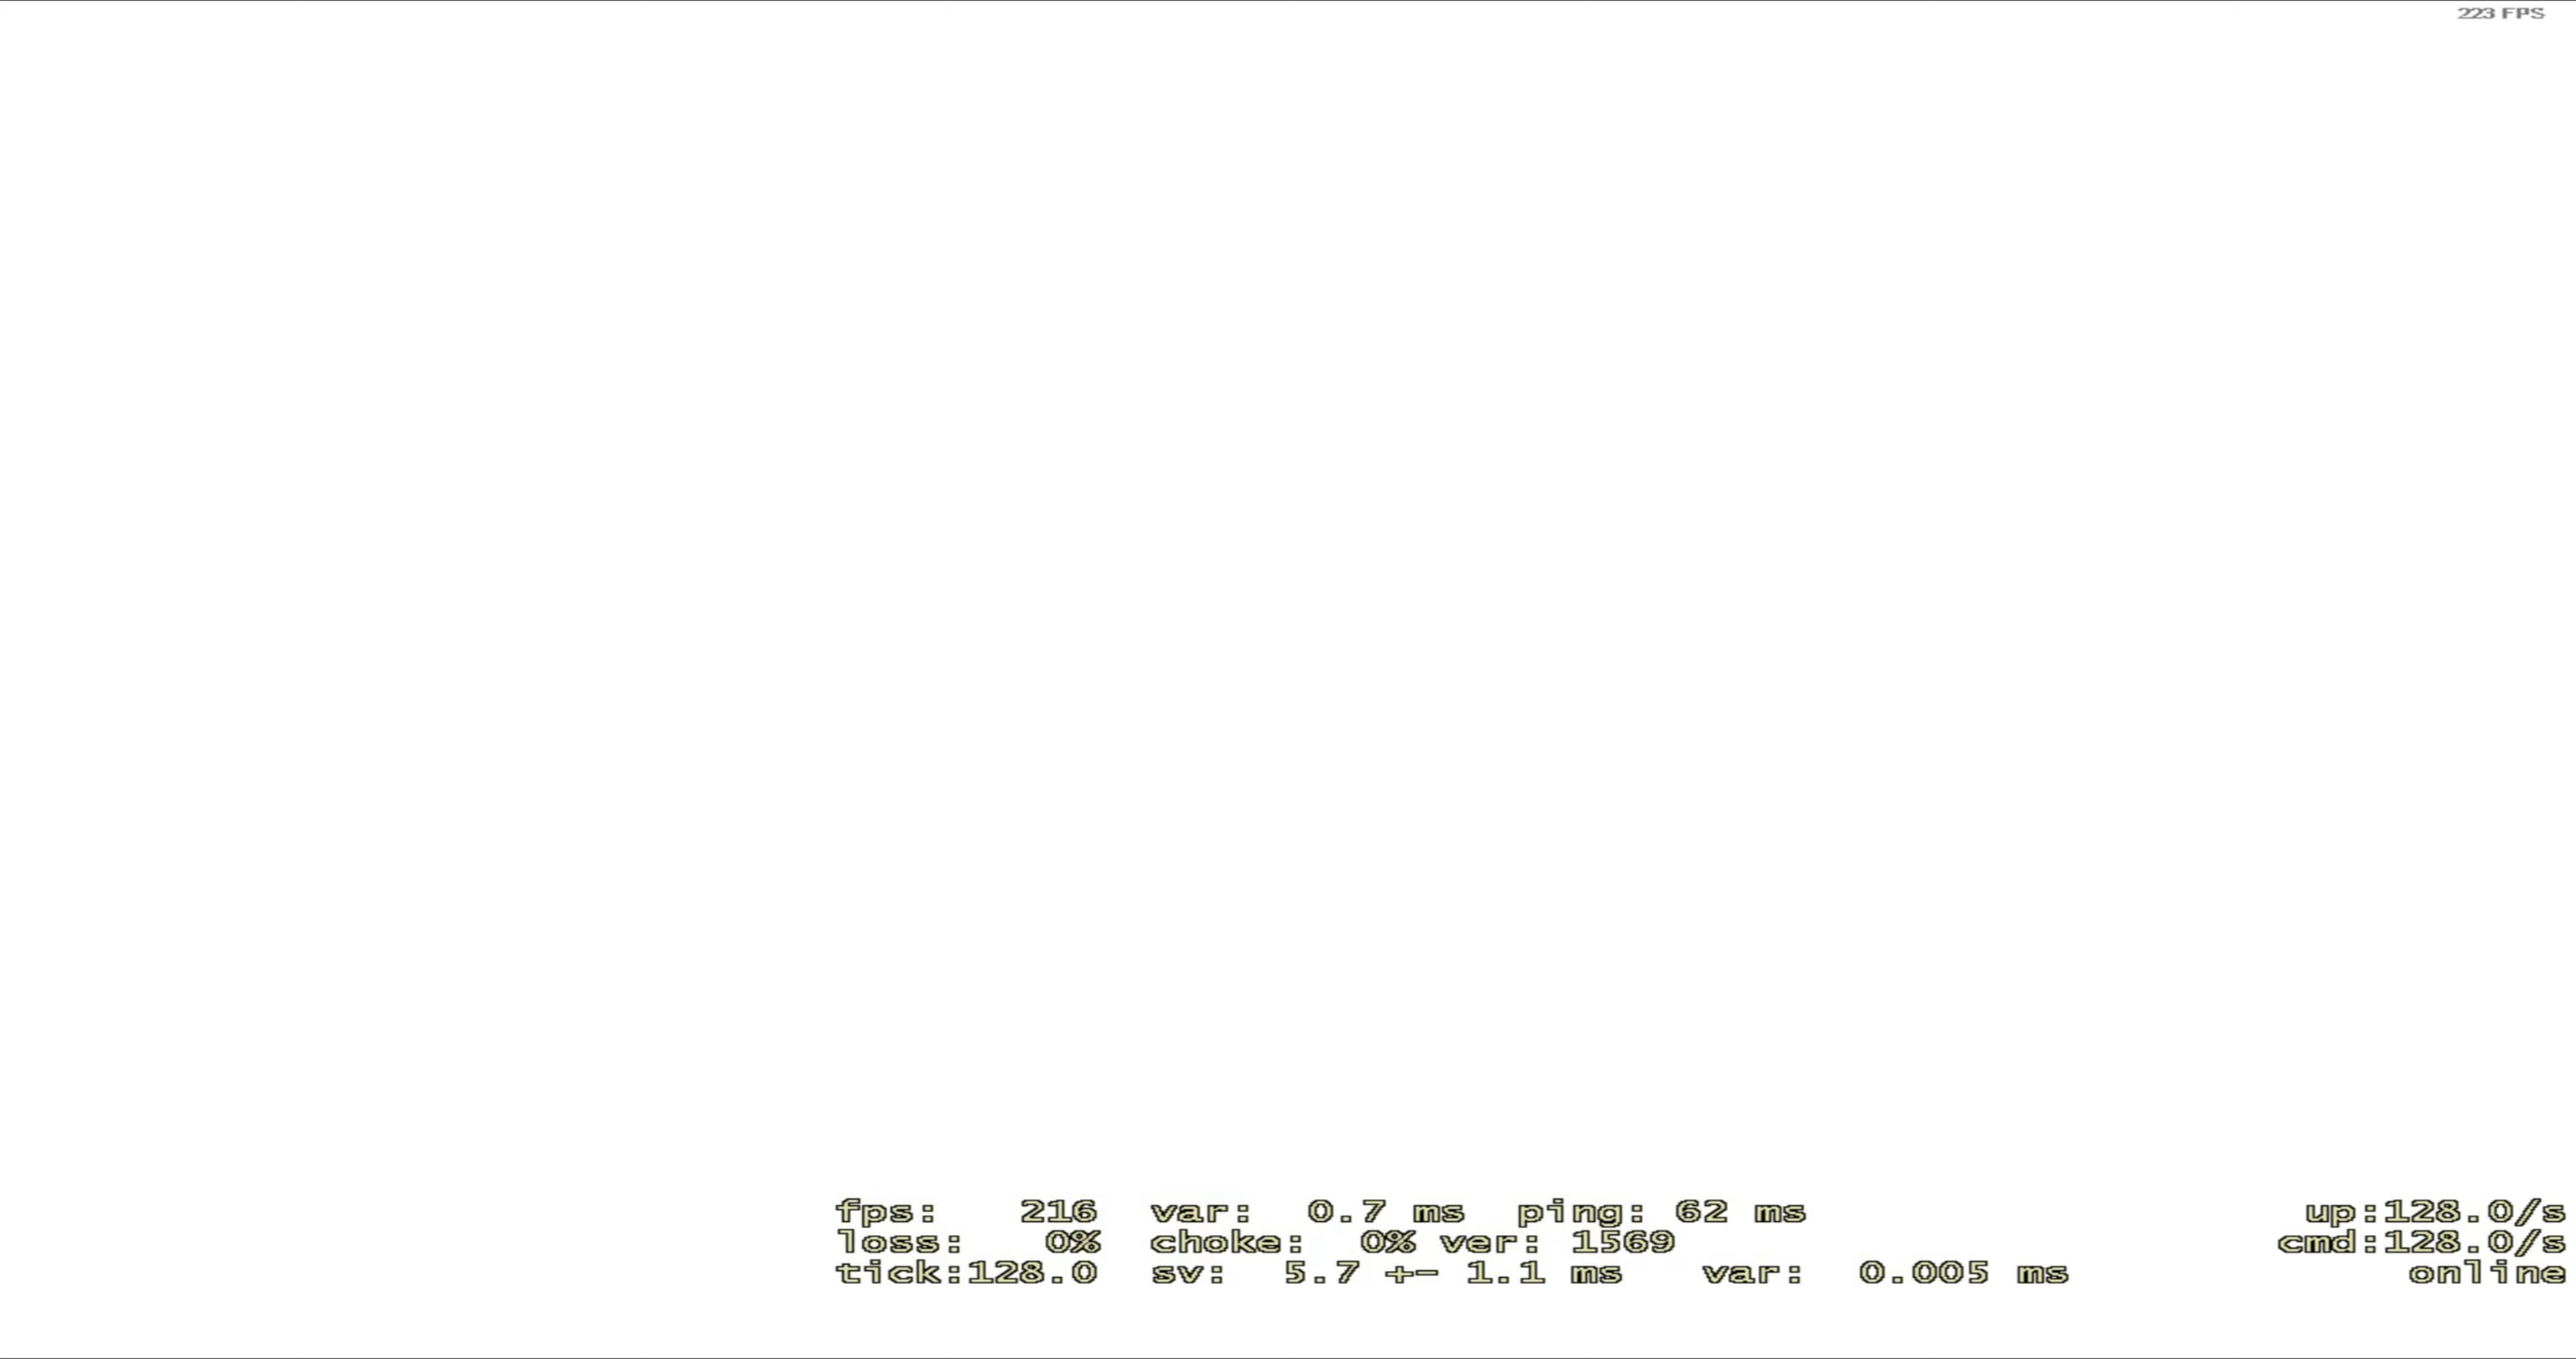 223 FPS
fps: 216 var: 0.7 ms ping: 62 ms up:128.0/s
loss: 0% choke: 0% ver: 1569 cmd:128.0/s
tick:128.0 sv: 5.7 +- 1.1 ms var: 0.005 ms online